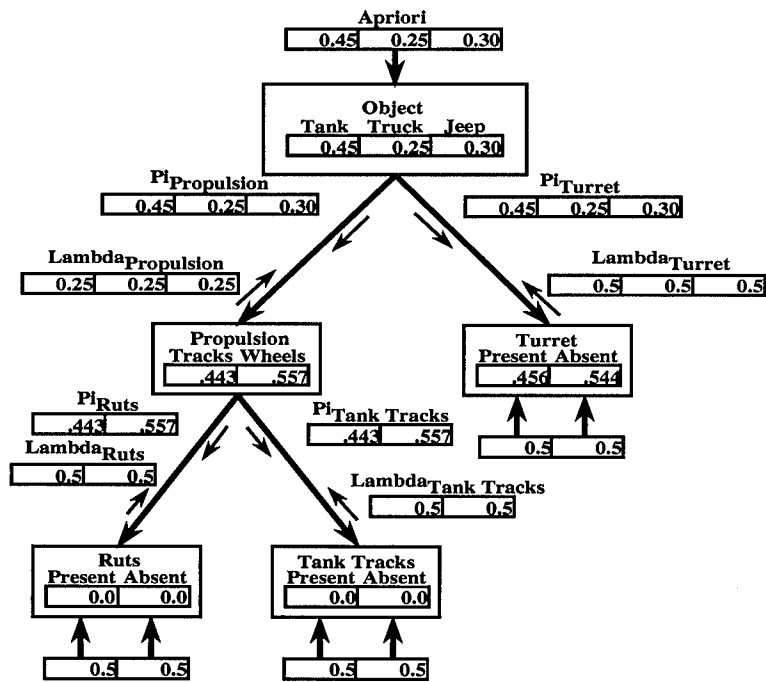 Apriori
0.45 0.25 0.30
Object
Tank Truck Jeep
0.45 0.25 0.30
PiPropulsion
0.45 0.25 0.30
PiTurret
0.45 0.25 0.30
LambdaPropulsion
0.25 0.25 0.25
LambdaTurret
0.5 0.5 0.5
Propulsion
Tracks Wheels
.443 .557
Turret
Present Absent
.456 .544
PiRuts
.443 .557
PiTank Tracks
.443 .557
0.5 0.5
LambdaRuts
0.5 0.5
LambdaTank Tracks
0.5 0.5
Ruts
Present Absent
0.0 0.0
Tank Tracks
Present Absent
0.0 0.0
0.5 0.5
0.5 0.5